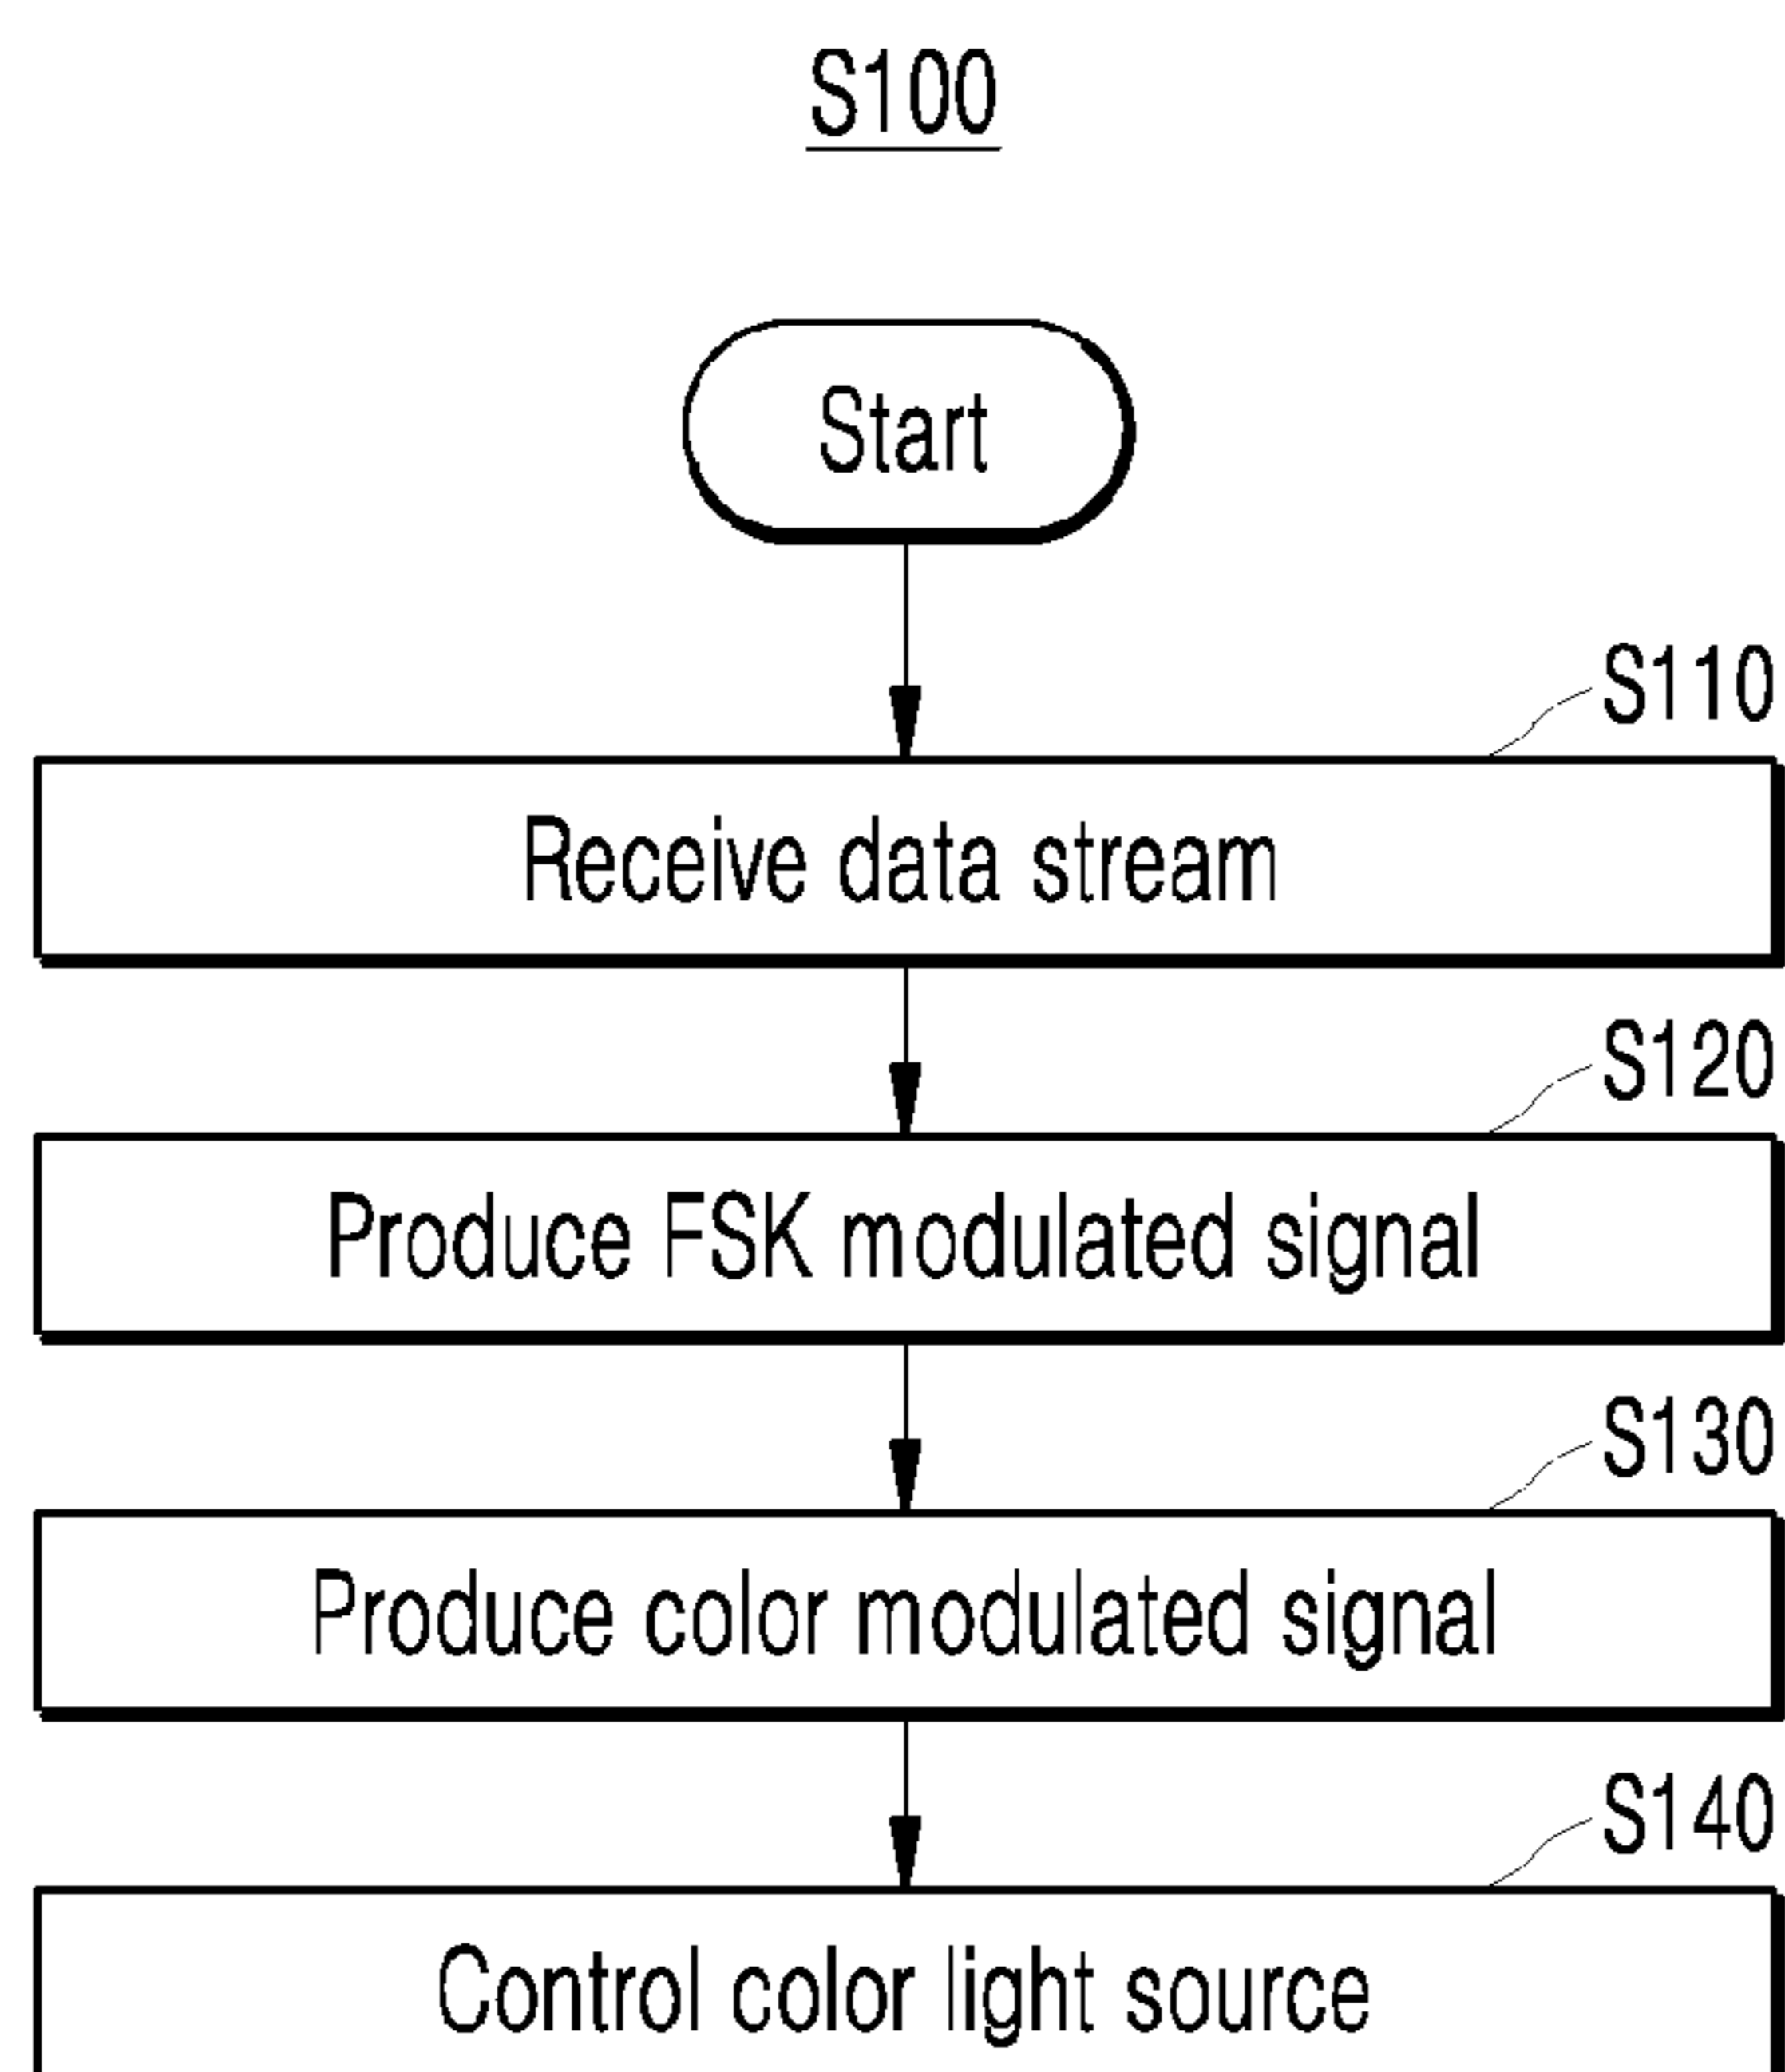 S100
Start
S110
Receive data stream
S120
Produce FSK modulated signal
S130
Produce color modulated signal
S140
Control color light source